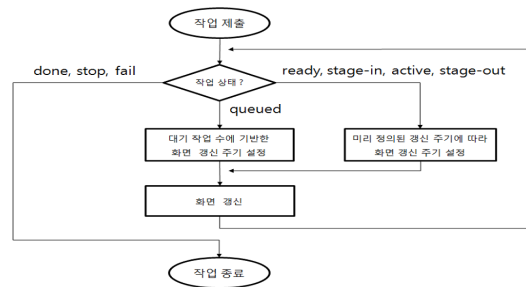 작업 제출
done, stop, fail
작업 상태 ?
ready, stage-in, active, stage-out
queued
대기 작업 수에 기반한
화면 갱신 주기 설정
미리 정의된 갱신 주기에 따라
화면 갱신 주기 설정
화면 갱신
작업 종료